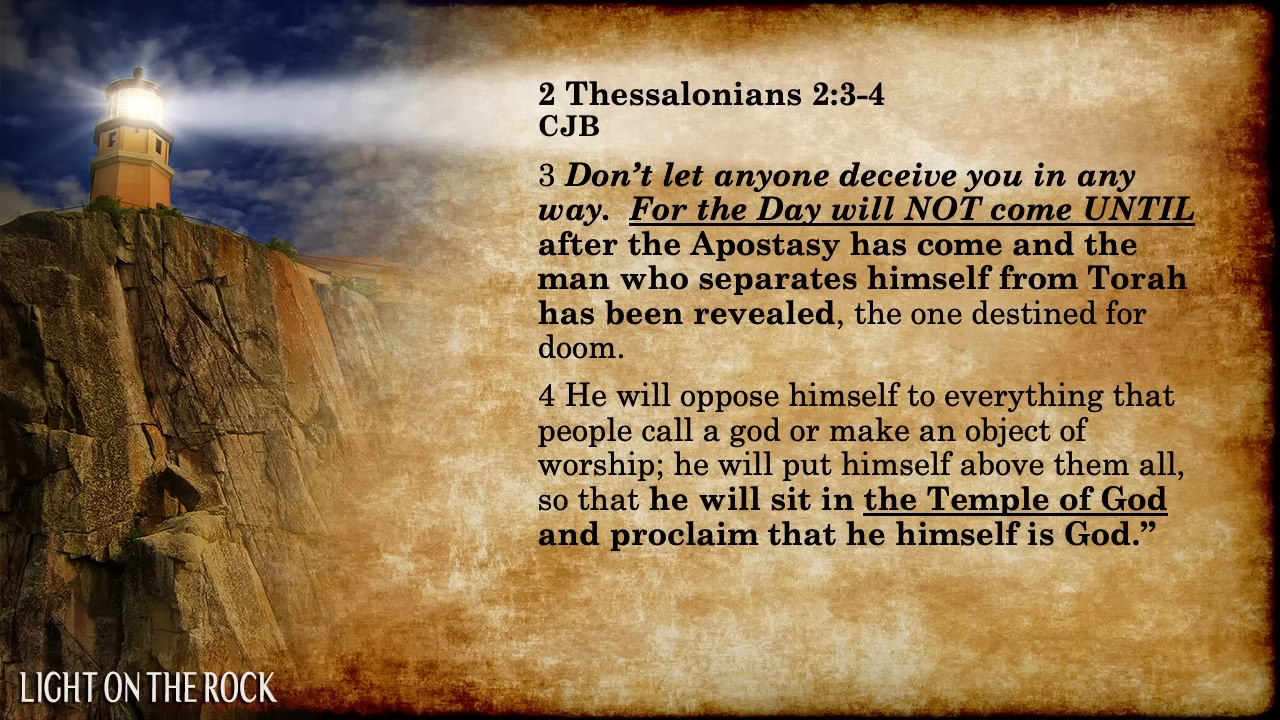 2 Thessalonians 2:3-4
CJB
3 Don’t let anyone deceive you in any
way.  For the Day will NOT come UNTIL
after the Apostasy has come and the
man who separates himself from Torah
has been revealed, the one destined for
doom.
4 He will oppose himself to everything that
people call a god or make an object of
worship; he will put himself above them all,
so that he will sit in the Temple of God
and proclaim that he himself is God.”
LIGHT ON THE ROCK